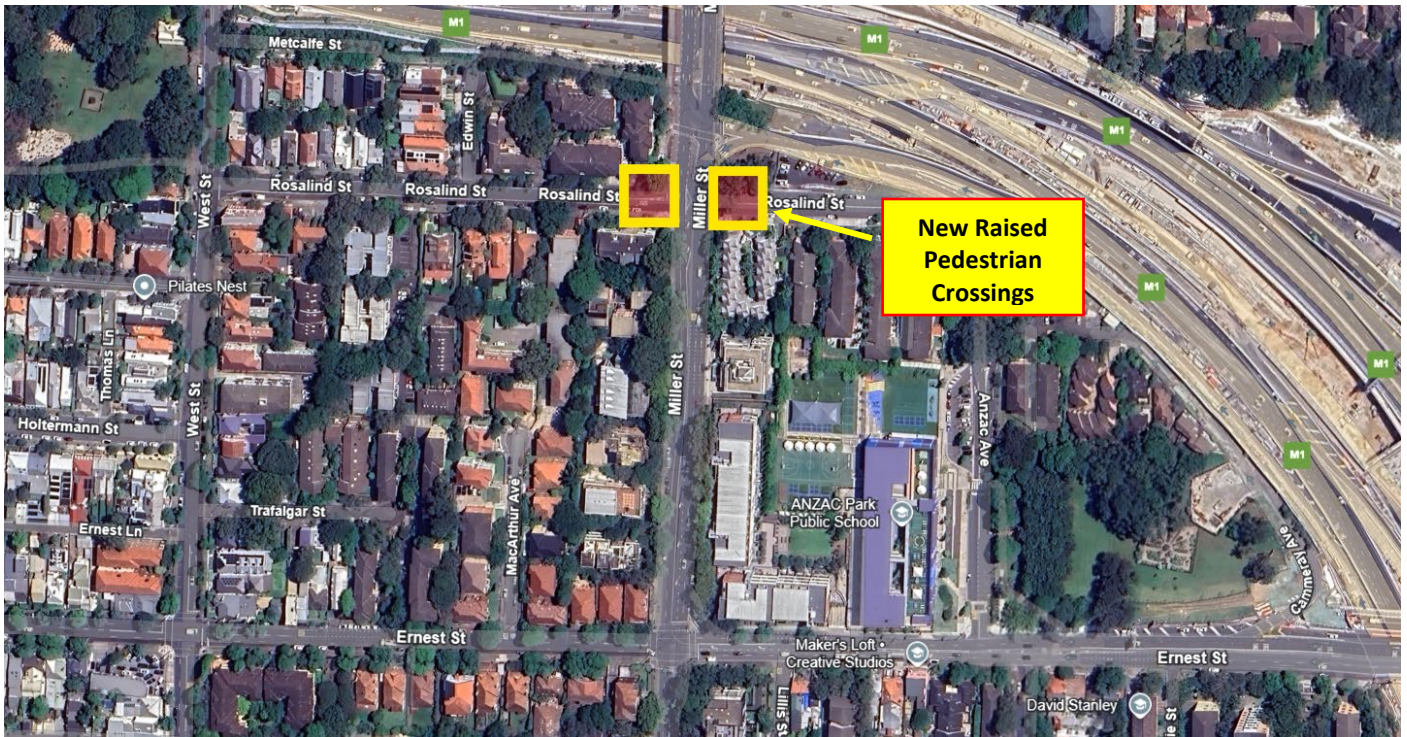 M1
M
M1
Metcalfe St
Edwin St
M1
West St
Rosalind St
Rosalind St
Rosalind St
Miller St
Rosalind St
New Raised
Pedestrian
Crossings
Pilates Nest
M1
Thomas Ln
West St
Miller St
M1
Holtermann St
Anzac Ave
M1
MacArthur Ave
ANZAC Park
Public School
Trafalgar St
Ernest Ln
Cammeray Ave
Ernest St
Maker's Loft •
Creative Studios
Ernest St
Lillis St
David Stanley
ie St